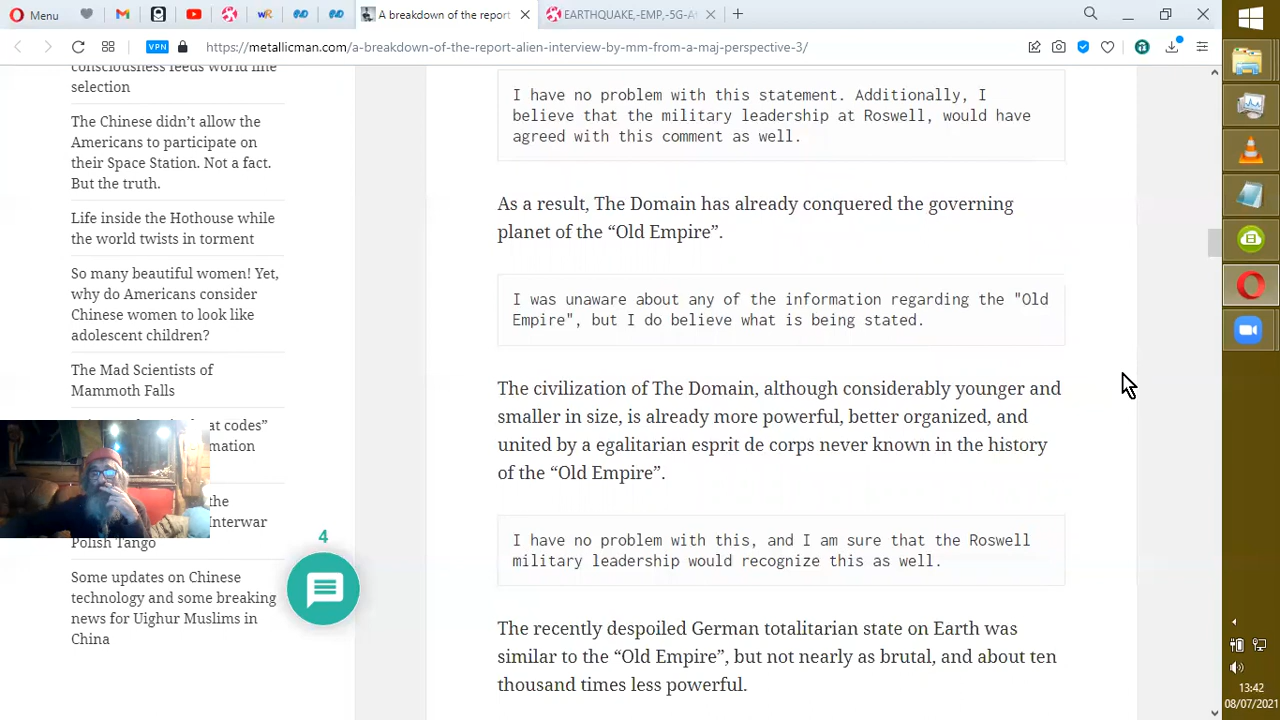 Menu
A breakdown of the report
EARTHQUAKE,-EMP,-5G-A
VPN
https://metallicman.com/a-breakdown-of-the-report-alien-interview-by-mm-from-a-maj-perspective-3/
consciousness feeds world line
selection
The Chinese didn’t allow the
Americans to participate on
their Space Station. Not a fact.
But the truth.
Life inside the Hothouse while
the world twists in torment
So many beautiful women! Yet,
why do Americans consider
Chinese women to look like
adolescent children?
The Mad Scientists of
Mammoth Falls
at codes”
mation
the
Interwar
Polish Tango
Some updates on Chinese
technology and some breaking
news for Uighur Muslims in
China
4
I have no problem with this statement. Additionally, I
believe that the military leadership at Roswell, would have
agreed with this comment as well.
As a result, The Domain has already conquered the governing
planet of the “Old Empire”.
I was unaware about any of the information regarding the "Old
Empire", but I do believe what is being stated.
The civilization of The Domain, although considerably younger and
smaller in size, is already more powerful, better organized, and
united by a egalitarian esprit de corps never known in the history
of the “Old Empire”.
I have no problem with this, and I am sure that the Roswell
military leadership would recognize this as well.
The recently despoiled German totalitarian state on Earth was
similar to the “Old Empire”, but not nearly as brutal, and about ten
thousand times less powerful.
13:42
08/07/2021